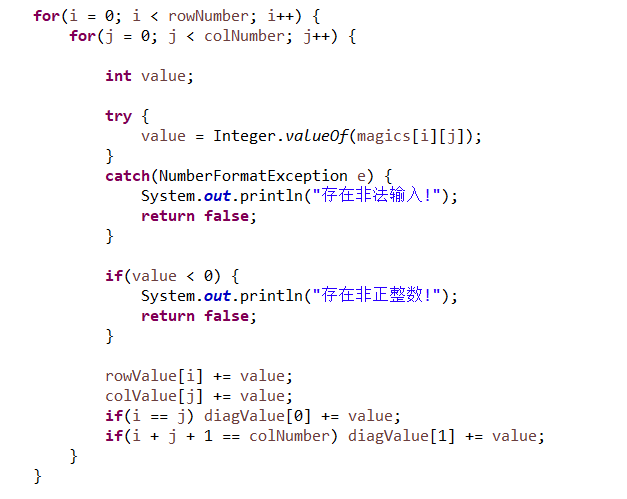 for(i = 0; i < rowNumber; i++) {
for(j = 0; j < colNumber; j++) {
int value;
try {
value = Integer.valueOf(magics[i][j]);
}
catch(NumberFormatException e) {
System.out.println("存在非法输入!");
return false;
}
if(value < 0) {
System.out.println("存在非正整数!");
return false;
}
rowValue[i] += value;
colValue[j] += value;
if(i == j) diagValue[0] += value;
if(i + j + 1 == colNumber) diagValue[1] += value;
}
}